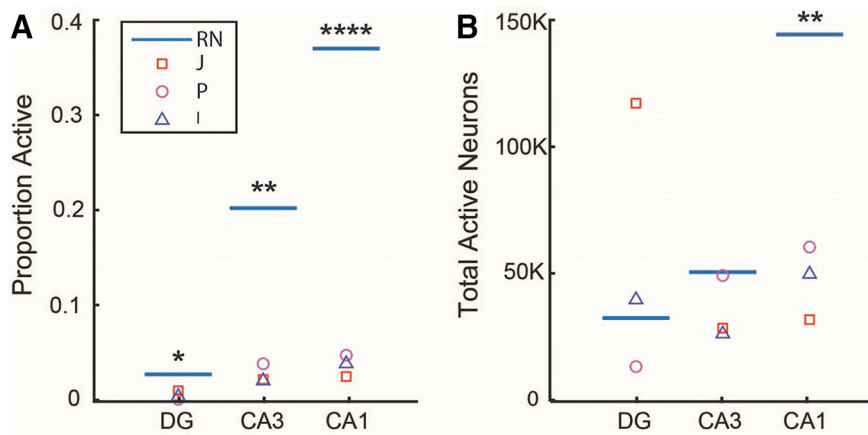 A
Proportion Active
0.4
0.3
0.2
0.1
0
RN
J
P
I
*
**
****
DG CA3 CA1
B
Total Active Neurons
150K
100K
50K
0
**
DG CA3 CA1